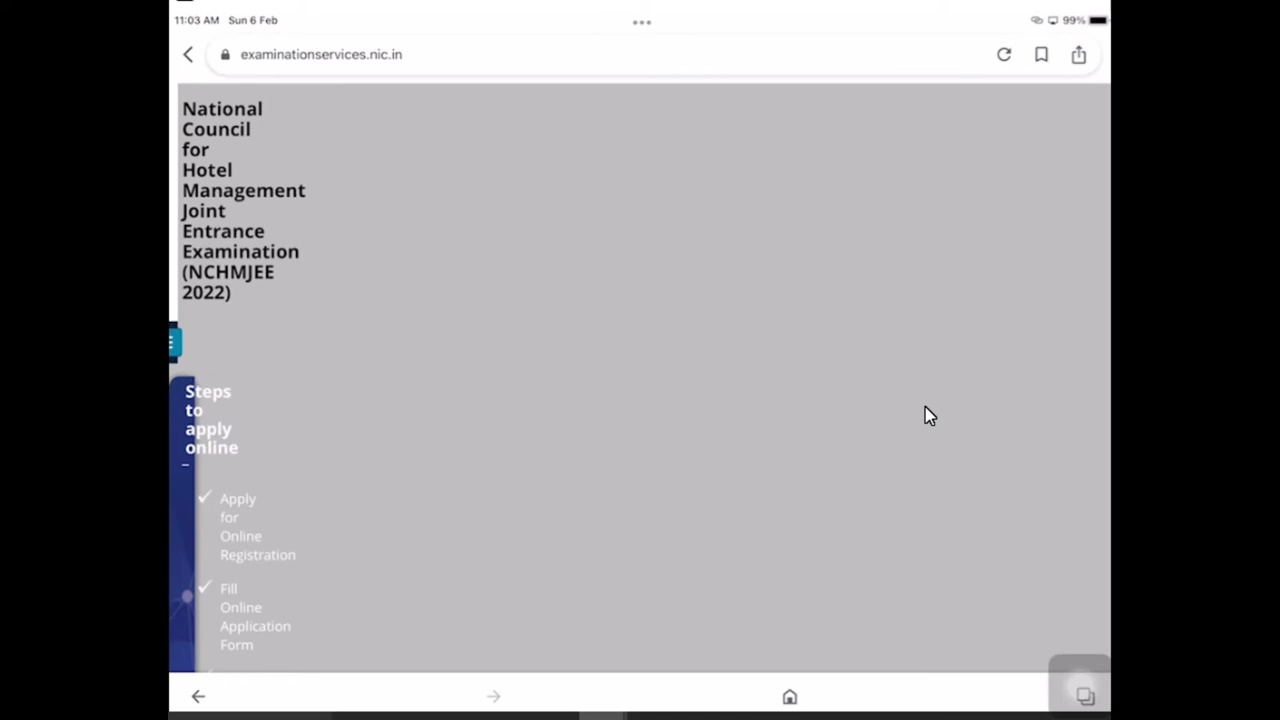 11:03 AM Sun 6 Feb
99%
examinationservices.nic.in
National
Council
for
Hotel
Management
Joint
Entrance
Examination
(NCHMJEE
2022)
Steps
to
apply
online
–
Apply
for
Online
Registration
Fill
Online
Application
Form